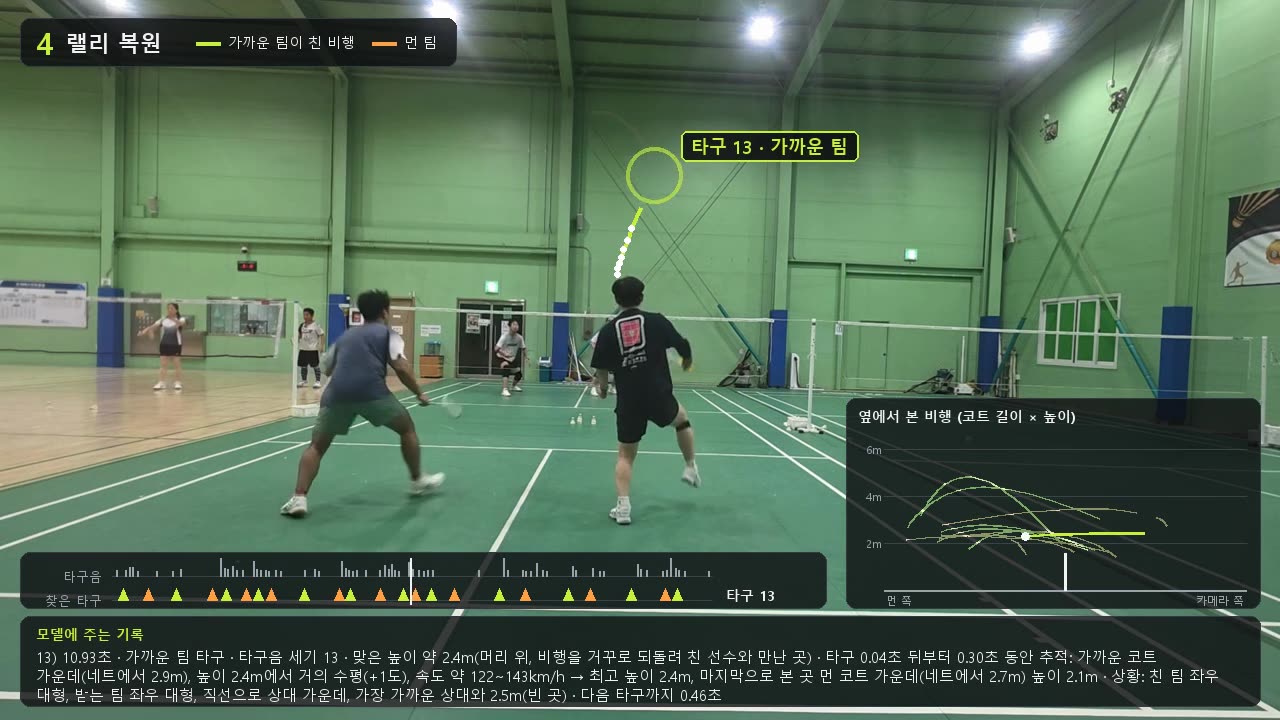 4 랠리 복원 가까운 팀이 친 비행 먼 팀
타구 13 · 가까운 팀
옆에서 본 비행 (코트 길이 × 높이)
6m
4m
2m
먼 쪽 카메라 쪽
타구음
찾은 타구
타구 13
모델에 주는 기록
13) 10.93초 · 가까운 팀 타구 · 타구음 세기 13 · 맞은 높이 약 2.4m(머리 위, 비행을 거꾸로 되돌려 친 선수와 만난 곳) · 타구 0.04초 뒤부터 0.30초 동안 추적: 가까운 코트
가운데(네트에서 2.9m), 높이 2.4m에서 거의 수평(+1도), 속도 약 122~143km/h → 최고 높이 2.4m, 마지막으로 본 곳 먼 코트 가운데(네트에서 2.7m) 높이 2.1m · 상황: 친 팀 좌우
대형, 받는 팀 좌우 대형, 직선으로 상대 가운데, 가장 가까운 상대와 2.5m(빈 곳) · 다음 타구까지 0.46초